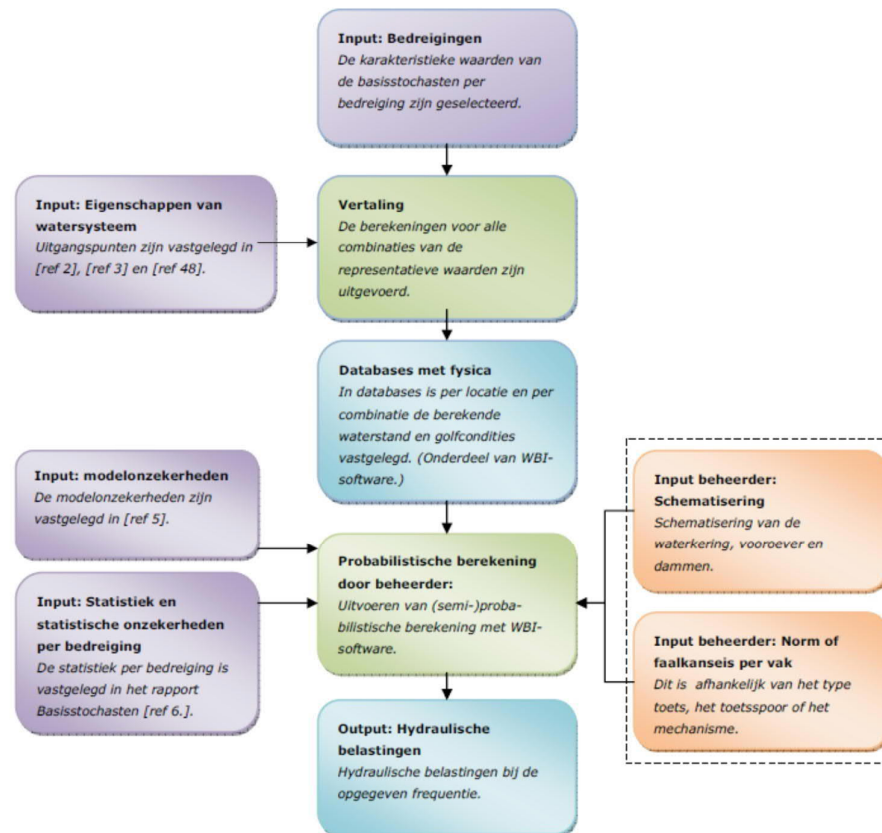 Input: Bedreigingen
De karakteristieke waarden van
de basisstochasten per
bedreiging zijn geselecteerd.
Input: Eigenschappen van
watersysteem
Uitgangspunten zijn vastgelegd in
[ref 2], [ref 3] en [ref 48].
Vertaling
De berekeningen voor alle
combinaties van de
representatieve waarden zijn
uitgevoerd.
Databases met fysica
In databases is per locatie en per
combinatie de berekende
waterstand en golfcondities
vastgelegd. (Onderdeel van WBI-
software.)
Input: modelonzekerheden
De modelonzekerheden zijn
vastgelegd in [ref 5].
Input: Statistiek en
statistische onzekerheden
per bedreiging
De statistiek per bedreiging is
vastgelegd in het rapport
Basisstochasten [ref 6.].
Probabilistische berekening
door beheerder:
Uitvoeren van (semi-)proba-
bilistische berekening met WBI-
software.
Input beheerder:
Schematisering
Schematisering van de
waterkering, vooroever en
dammen.
Input beheerder: Norm of
faalkanseis per vak
Dit is afhankelijk van het type
toets, het toetsspoor of het
mechanisme.
Output: Hydraulische
belastingen
Hydraulische belastingen bij de
opgegeven frequentie.